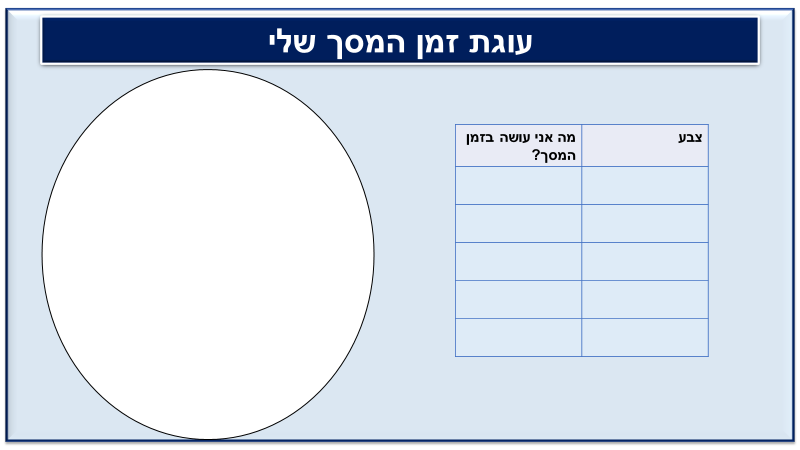 עוגת זמן המסך שלי
צבע
מה אני עושה בזמן
המסך?